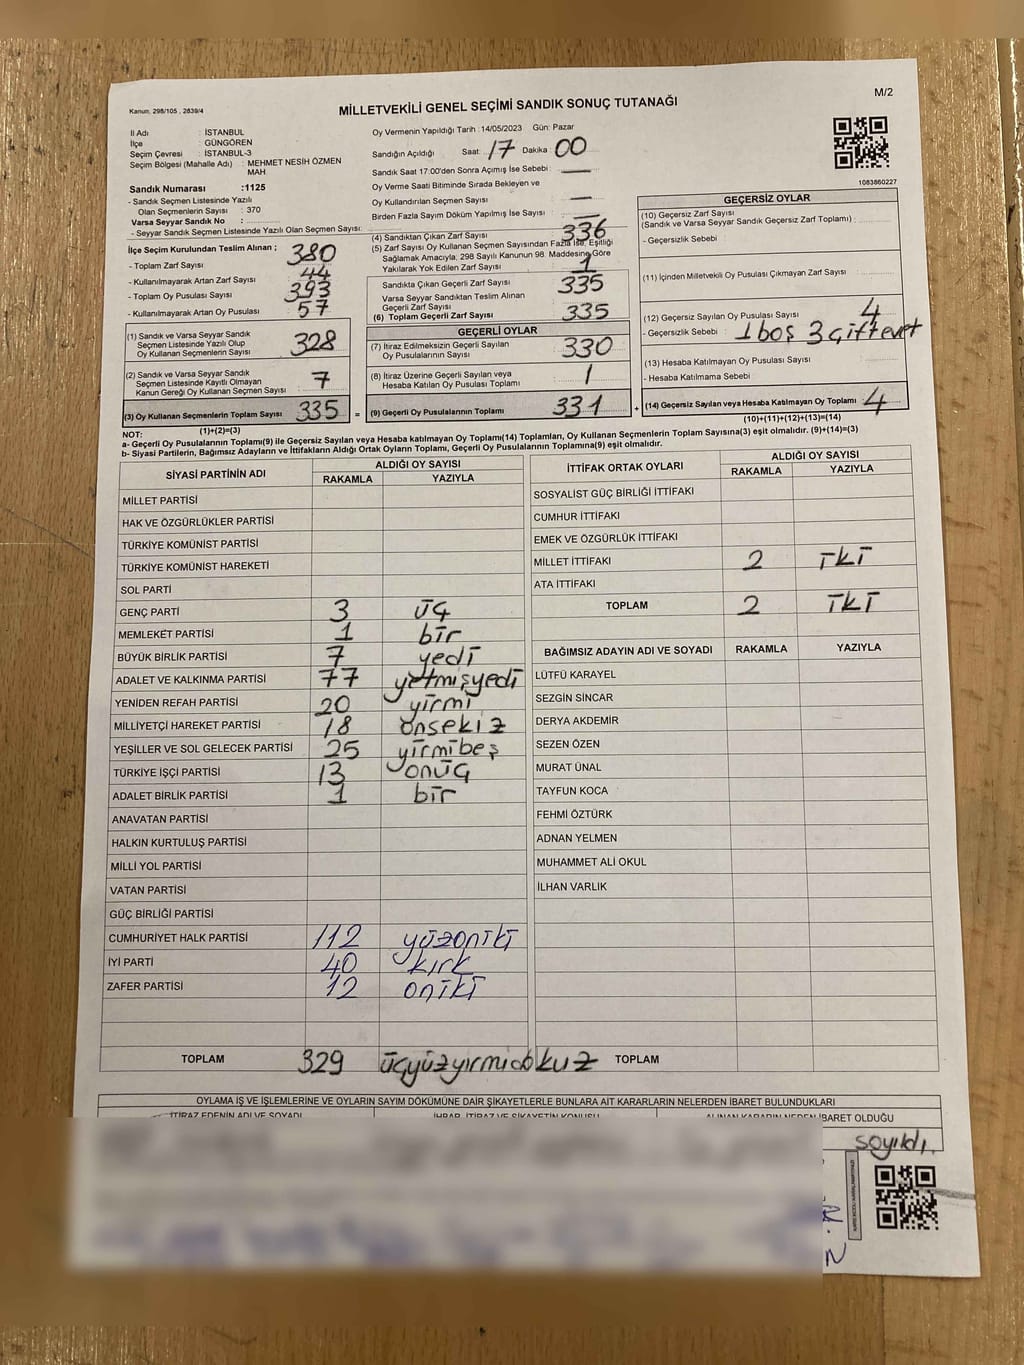 M/2
Kanun, 298/105 , 2839/4
MİLLETVEKİLİ GENEL SEÇİMİ SANDIK SONUÇ TUTANAĞI
İl Adı : İSTANBUL
İlçe : GÜNGÖREN
Seçim Çevresi : İSTANBUL-3
Seçim Bölgesi (Mahalle Adı) : MEHMET NESİH ÖZMEN MAH
Sandık Numarası :1125
- Sandık Seçmen Listesinde Yazılı
Olan Seçmenlerin Sayısı : 370
Varsa Seyyar Sandık No :
- Seyyar Sandık Seçmen Listesinde Yazılı Olan Seçmen Sayısı:
Oy Vermenin Yapıldığı Tarih :14/05/2023 Gün: Pazar
Sandığın Açıldığı Saat: 17 Dakika 00
Sandık Saat 17:00'den Sonra Açımış İse Sebebi : —
Oy Verme Saati Bitiminde Sırada Bekleyen ve
Oy Kullandırılan Seçmen Sayısı : —
Birden Fazla Sayım Döküm Yapılmış İse Sayısı : —
1083860227
İlçe Seçim Kurulundan Teslim Alınan ;
- Toplam Zarf Sayısı : 380
- Kullanılmayarak Artan Zarf Sayısı : 44
- Toplam Oy Pusulası Sayısı : 393
- Kullanılmayarak Artan Oy Pusulası : 57
(1) Sandık ve Varsa Seyyar Sandık
Seçmen Listesinde Yazılı Olup
Oy Kullanan Seçmenlerin Sayısı 328
(2) Sandık ve Varsa Seyyar Sandık
Seçmen Listesinde Kayıtlı Olmayan
Kanun Gereği Oy Kullanan Seçmen Sayısı 7
(3) Oy Kullanan Seçmenlerin Toplam Sayısı 335
(1)+(2)=(3)
(4) Sandıktan Çıkan Zarf Sayısı : 336
(5) Zarf Sayısı Oy Kullanan Seçmen Sayısından Fazla İse, Eşitliği
Sağlamak Amacıyla; 298 Sayılı Kanunun 98. Maddesine Göre
Yakılarak Yok Edilen Zarf Sayısı : 1
Sandıkta Çıkan Geçerli Zarf Sayısı : 335
Varsa Seyyar Sandıktan Teslim Alınan
Geçerli Zarf Sayısı :
(6) Toplam Geçerli Zarf Sayısı : 335
GEÇERLİ OYLAR
(7) İtiraz Edilmeksizin Geçerli Sayılan
Oy Pusulalarının Sayısı : 330
(8) İtiraz Üzerine Geçerli Sayılan veya
Hesaba Katılan Oy Pusulası Toplamı : 1
= (9) Geçerli Oy Pusulalarının Toplamı : 331
GEÇERSİZ OYLAR
(10) Geçersiz Zarf Sayısı
(Sandık ve Varsa Seyyar Sandık Geçersiz Zarf Toplamı) :
- Geçersizlik Sebebi :
(11) İçinden Milletvekili Oy Pusulası Çıkmayan Zarf Sayısı :
(12) Geçersiz Sayılan Oy Pusulası Sayısı : 4
- Geçersizlik Sebebi : 1 boş 3 çift evet
(13) Hesaba Katılmayan Oy Pusulası Sayısı :
- Hesaba Katılmama Sebebi :
+ (14) Geçersiz Sayılan veya Hesaba Katılmayan Oy Toplamı : 4
(10)+(11)+(12)+(13)=(14)
NOT:
a- Geçerli Oy Pusulalarının Toplamı(9) ile Geçersiz Sayılan veya Hesaba katılmayan Oy Toplamı(14) Toplamları, Oy Kullanan Seçmenlerin Toplam Sayısına(3) eşit olmalıdır. (9)+(14)=(3)
b- Siyasi Partilerin, Bağımsız Adayların ve İttifakların Aldığı Ortak Oyların Toplamı, Geçerli Oy Pusulalarının Toplamına(9) eşit olmalıdır.
SİYASİ PARTİNİN ADI ALDIĞI OY SAYISI
RAKAMLA YAZIYLA
MİLLET PARTİSİ
HAK VE ÖZGÜRLÜKLER PARTİSİ
TÜRKİYE KOMÜNİST PARTİSİ
TÜRKİYE KOMÜNİST HAREKETİ
SOL PARTİ
GENÇ PARTİ 3 üç
MEMLEKET PARTİSİ 1 bir
BÜYÜK BİRLİK PARTİSİ 7 yedi
ADALET VE KALKINMA PARTİSİ 77 yetmişyedi
YENİDEN REFAH PARTİSİ 20 yirmi
MİLLİYETÇİ HAREKET PARTİSİ 18 onsekiz
YEŞİLLER VE SOL GELECEK PARTİSİ 25 yirmibeş
TÜRKİYE İŞÇİ PARTİSİ 13 onüç
ADALET BİRLİK PARTİSİ 1 bir
ANAVATAN PARTİSİ
HALKIN KURTULUŞ PARTİSİ
MİLLİ YOL PARTİSİ
VATAN PARTİSİ
GÜÇ BİRLİĞİ PARTİSİ
CUMHURİYET HALK PARTİSİ 112 yüzoniki
İYİ PARTİ 40 kırk
ZAFER PARTİSİ 12 oniki
TOPLAM 329 üçyüzyirmidokuz
İTTİFAK ORTAK OYLARI ALDIĞI OY SAYISI
RAKAMLA YAZIYLA
SOSYALİST GÜÇ BİRLİĞİ İTTİFAKI
CUMHUR İTTİFAKI
EMEK VE ÖZGÜRLÜK İTTİFAKI
MİLLET İTTİFAKI 2 İKİ
ATA İTTİFAKI
TOPLAM 2 İKİ
BAĞIMSIZ ADAYIN ADI VE SOYADI RAKAMLA YAZIYLA
LÜTFÜ KARAYEL
SEZGİN SİNCAR
DERYA AKDEMİR
SEZEN ÖZEN
MURAT ÜNAL
TAYFUN KOCA
FEHMİ ÖZTÜRK
ADNAN YELMEN
MUHAMMET ALİ OKUL
İLHAN VARLIK
TOPLAM
OYLAMA İŞ VE İŞLEMLERİNE VE OYLARIN SAYIM DÖKÜMÜNE DAİR ŞİKAYETLERLE BUNLARA AİT KARARLARIN NELERDEN İBARET BULUNDUKLARI
İTİRAZ EDENİN ADI VE SOYADI İHBAR, İTİRAZ VE ŞİKAYETİN KONUSU ALINAN KARARIN NEDEN İBARET OLDUĞU
sayıldı.